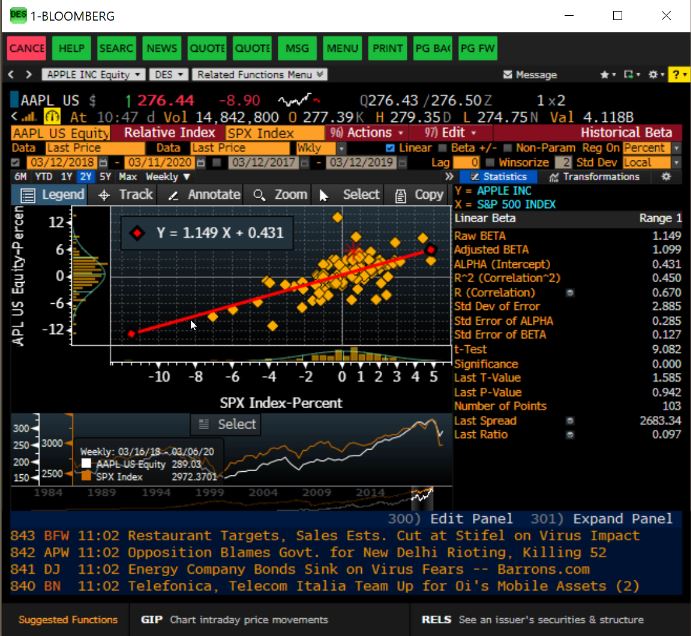 DES 1-BLOOMBERG
CANCE HELP SEARC NEWS QUOTE QUOTE MSG MENU PRINT PG BA PG FW
< > APPLE INC Equity DES Related Functions Menu Message ?
AAPL US $ ↑ 276.44 -8.90 Q276.43/276.50Z 1x2
At 10:47 d Vol 14,842,800 O 277.39K H 279.35D L 274.75N Val 4.118B
AAPL US Equity Relative Index SPX Index 96) Actions 97) Edit Historical Beta
Data Last Price Data Last Price Wkly Linear Beta +/- Non-Param Reg On Percent
03/12/2018 - 03/11/2020 03/12/2017 - 03/12/2019 Lag 0 Winsorize 2 Std Dev Local
6M YTD 1Y 2Y 5Y Max Weekly ▼ » Statistics Transformations
Legend Track Annotate Zoom Select Copy
Y = APPLE INC
X = S&P 500 INDEX
Linear Beta Range 1
Raw BETA 1.149
Adjusted BETA 1.099
ALPHA (Intercept) 0.431
R^2 (Correlation^2) 0.450
R (Correlation) 0.670
Std Dev of Error 2.885
Std Error of ALPHA 0.285
Std Error of BETA 0.127
t-Test 9.082
Significance 0.000
Last T-Value 1.585
Last P-Value 0.942
Number of Points 103
Last Spread 2683.34
Last Ratio 0.097
APL US Equity-Percen
12
6
0
-6
-12
Y = 1.149 X + 0.431
-10 -8 -6 -4 -2 0 1 2 3 4 5
SPX Index-Percent
Select
300
250
200
150
3000
2500
Weekly: 03/16/18 - 03/06/20
AAPL US Equity 289.03
SPX Index 2972.3701
1984 1989 1994 1999 2004 2009 2014
300) Edit Panel 301) Expand Panel
843 BFW 11:02 Restaurant Targets, Sales Ests. Cut at Stifel on Virus Impact
842 APW 11:02 Opposition Blames Govt. for New Delhi Rioting, Killing 52
841 DJ 11:02 Energy Company Bonds Sink on Virus Fears -- Barrons.com
840 BN 11:02 Telefonica, Telecom Italia Team Up for Oi's Mobile Assets (2)
Suggested Functions GIP Chart intraday price movements RELS See an issuer's securities & structure